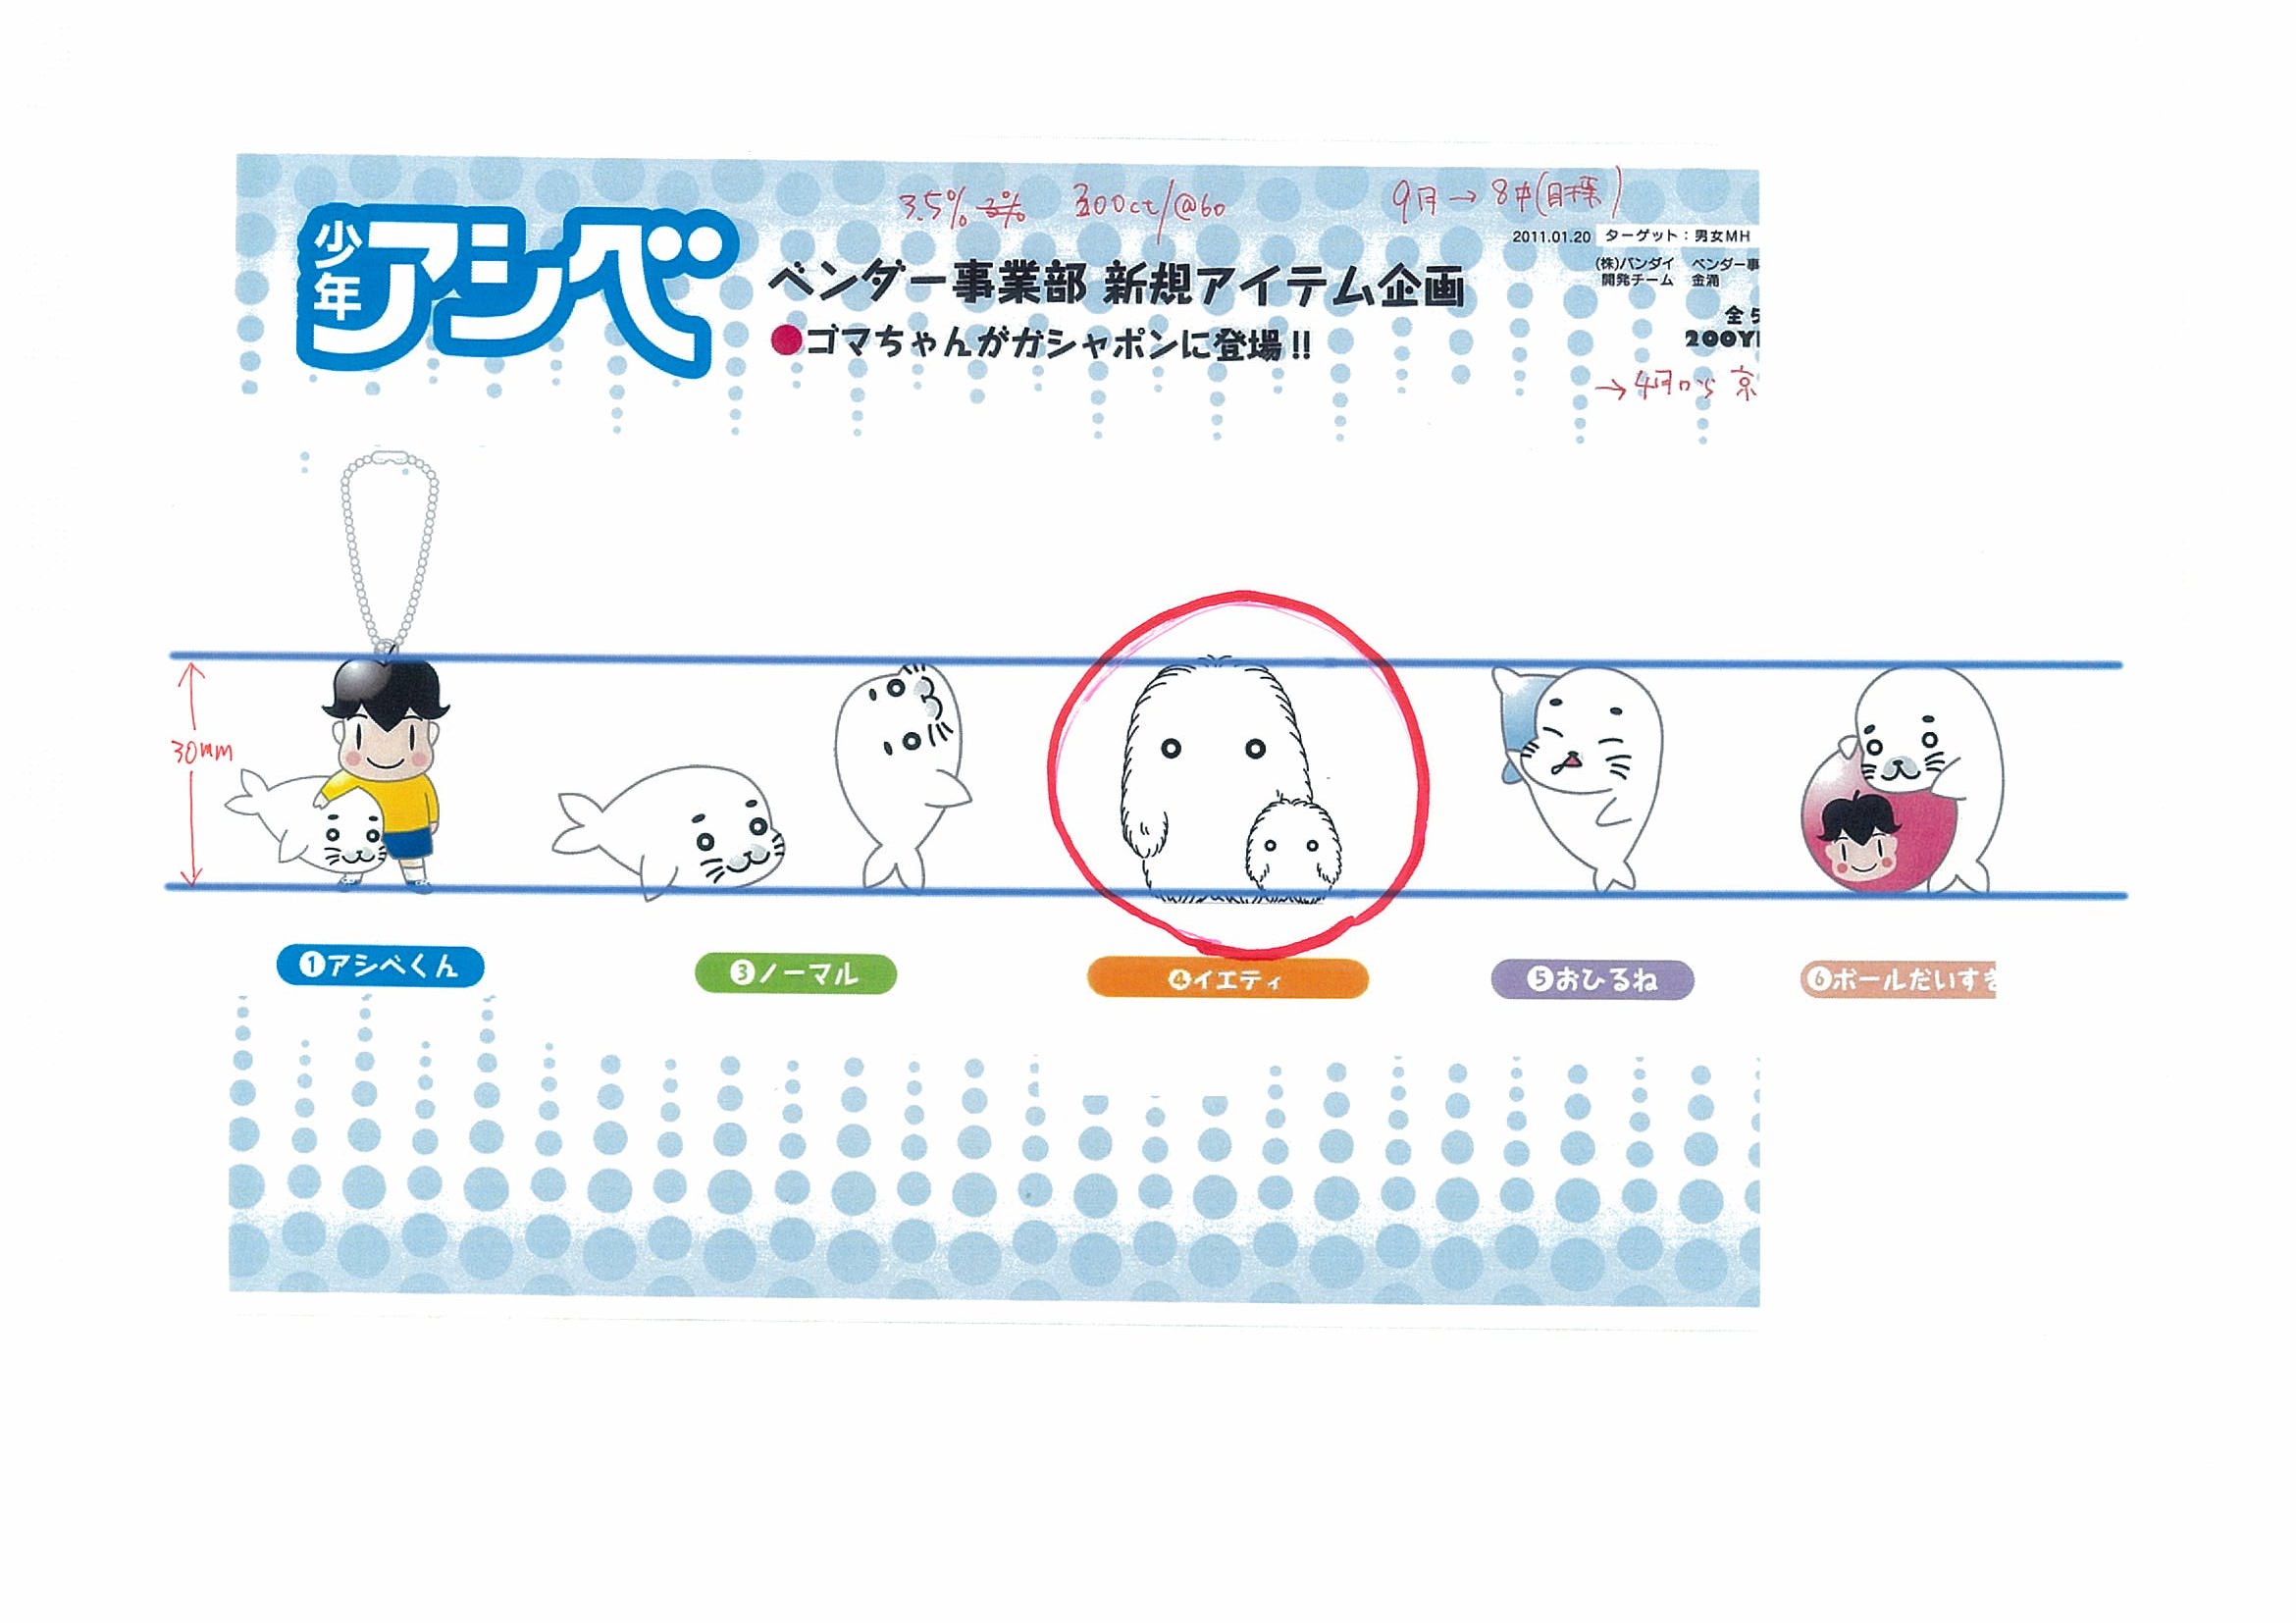 3.5% 3% 300ct/@60
9月→8中(目標)
少年アシベ
2011.01.20 ターゲット：男女MH
ベンダー事業部 新規アイテム企画
(株)バンダイ ベンダー事
開発チーム 金涌
●ゴマちゃんがガシャポンに登場!!
全5
200Y
→4月から 京
30mm
❶アシベくん
❸ノーマル
❹イエティ
❺おひるね
❻ボールだいすき